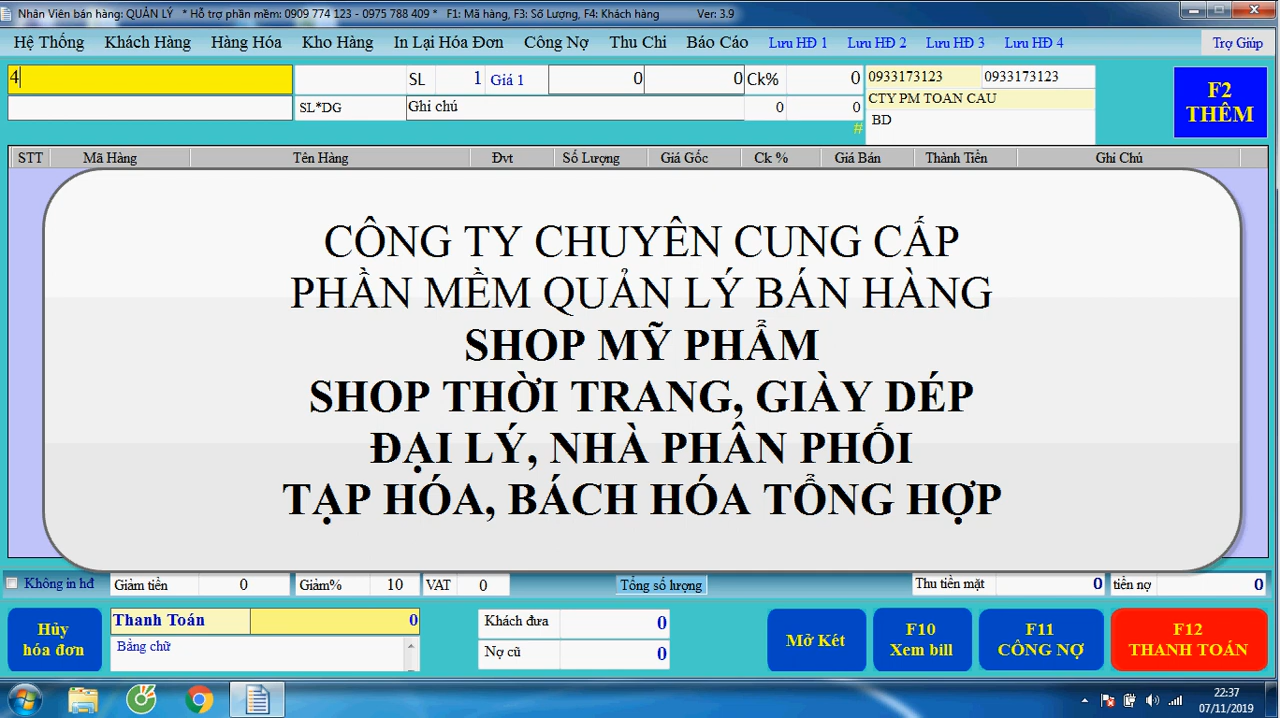 Nhân Viên bán hàng: QUẢN LÝ * Hỗ trợ phần mềm: 0909 774 123 - 0975 788 409 * F1: Mã hàng, F3: Số Lượng, F4: Khách hàng Ver: 3.9
Hệ Thống Khách Hàng Hàng Hóa Kho Hàng In Lại Hóa Đơn Công Nợ Thu Chi Báo Cáo Lưu HĐ 1 Lưu HĐ 2 Lưu HĐ 3 Lưu HĐ 4 Trợ Giúp
4 SL 1 Giá 1 0 0 Ck% 0 0933173123 0933173123
CTY PM TOAN CAU
SL*DG Ghi chú 0 0
BD
#
F2
THÊM
STT Mã Hàng Tên Hàng Đvt Số Lượng Giá Gốc Ck % Giá Bán Thành Tiền Ghi Chú
CÔNG TY CHUYÊN CUNG CẤP
PHẦN MỀM QUẢN LÝ BÁN HÀNG
SHOP MỸ PHẨM
SHOP THỜI TRANG, GIÀY DÉP
ĐẠI LÝ, NHÀ PHÂN PHỐI
TẠP HÓA, BÁCH HÓA TỔNG HỢP
Không in hđ Giảm tiền 0 Giảm% 10 VAT 0 Tổng số lượng Thu tiền mặt 0 tiền nợ 0
Hủy
hóa đơn
Thanh Toán 0
Bằng chữ
Khách đưa 0
Nợ cũ 0
Mở Két
F10
Xem bill
F11
CÔNG NỢ
F12
THANH TOÁN
22:37
07/11/2019